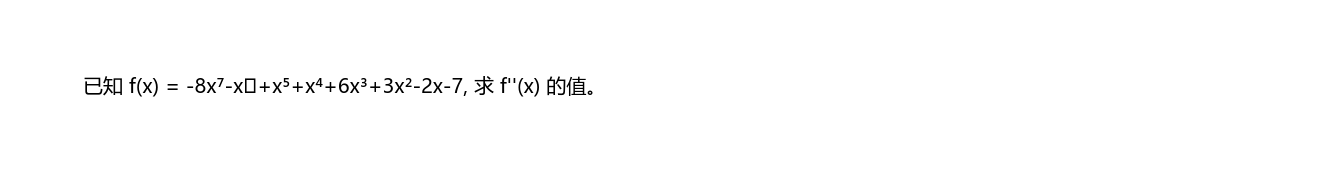 已知 f(x) = -8x⁷-x▯+x⁵+x⁴+6x³+3x²-2x-7, 求 f''(x) 的值。